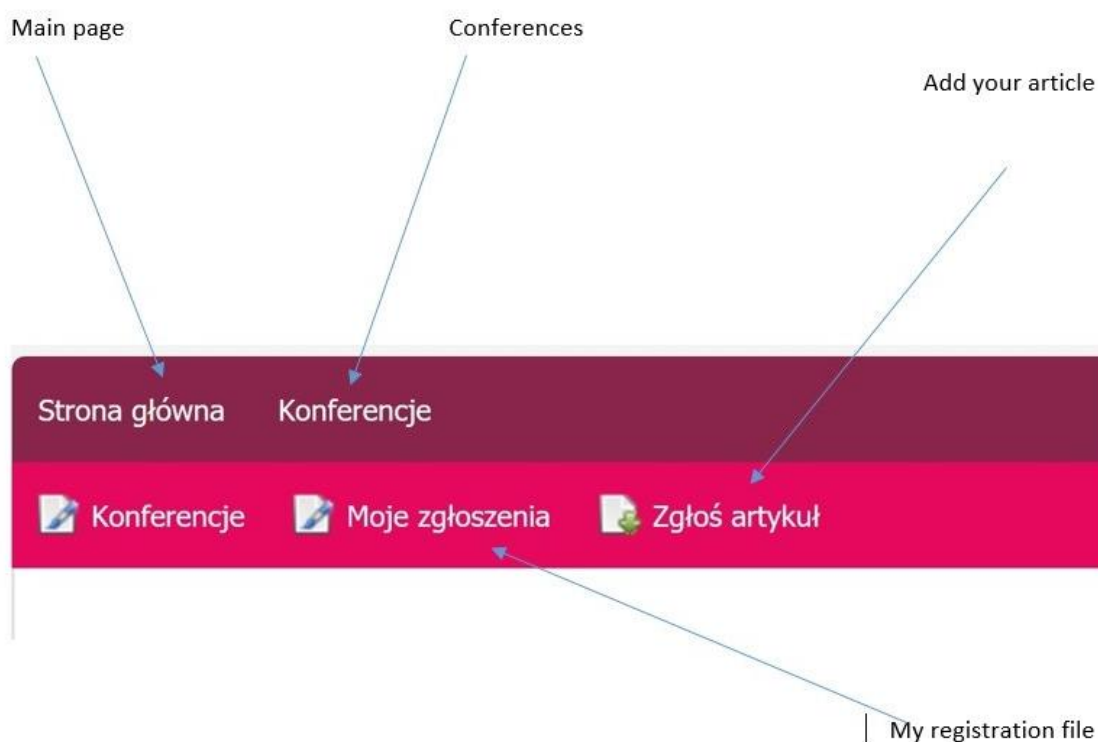 Main page
Conferences
Add your article
Strona główna
Konferencje
Konferencje
Moje zgłoszenia
Zgłoś artykuł
My registration file